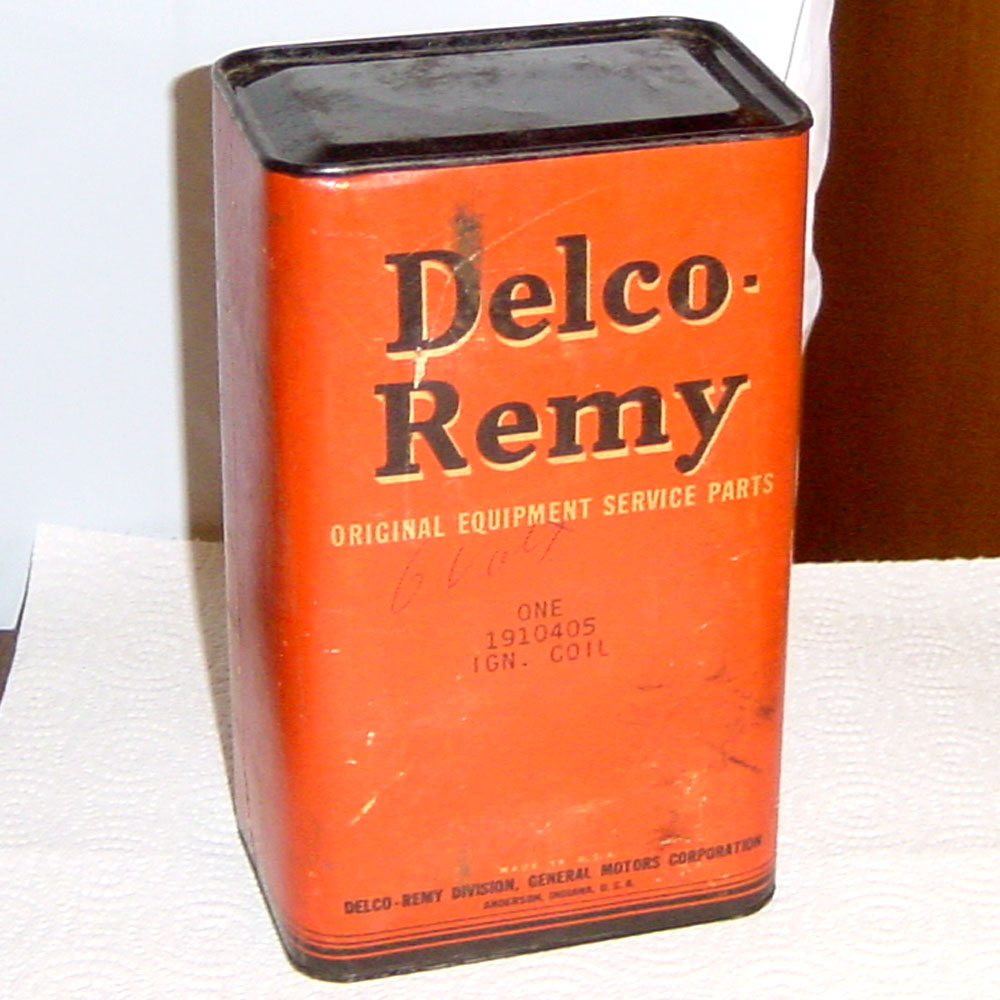 Delco-
Remy
ORIGINAL EQUIPMENT SERVICE PARTS
6 Volt
ONE
1910405
IGN. COIL
MADE IN U.S.A.
DELCO-REMY DIVISION, GENERAL MOTORS CORPORATION
ANDERSON, INDIANA, U.S.A.